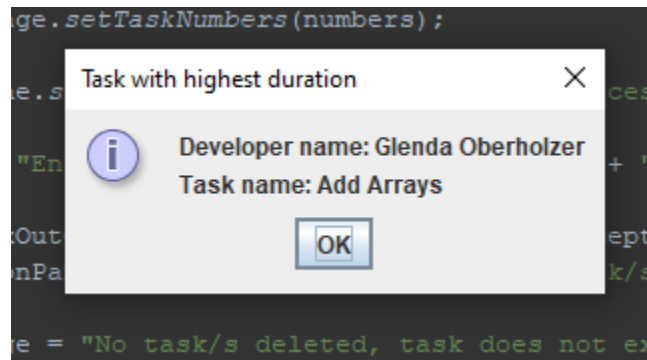 ge.setTaskNumbers(numbers);
Task with highest duration
"En
+
Developer name: Glenda Oberholzer
Task name: Add Arrays
OK
= "No task/s deleted, task does not